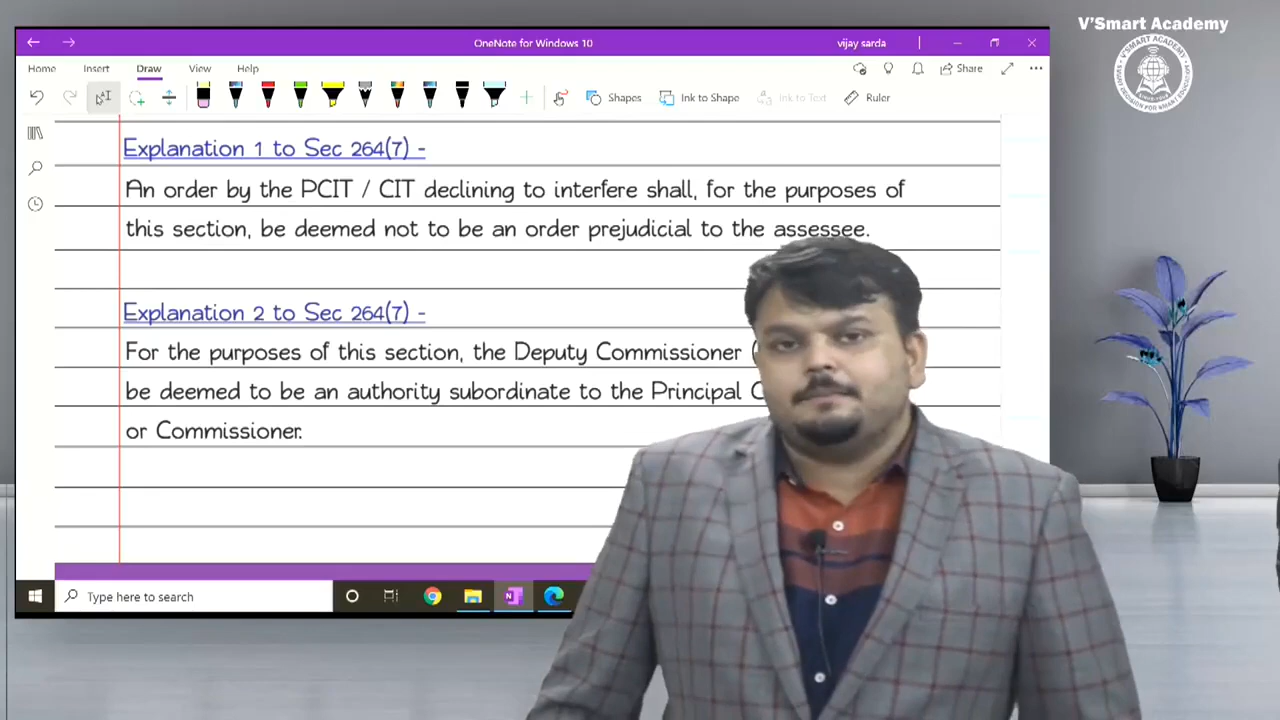 V'Smart Academy
OneNote for Windows 10
vijay sarda
Home Insert Draw View Help
Share
Shapes Ink to Shape Ink to Text Ruler
Explanation 1 to Sec 264(7) -
An order by the PCIT / CIT declining to interfere shall, for the purposes of
this section, be deemed not to be an order prejudicial to the assessee.
Explanation 2 to Sec 264(7) -
For the purposes of this section, the Deputy Commissioner (
be deemed to be an authority subordinate to the Principal C
or Commissioner.
Type here to search